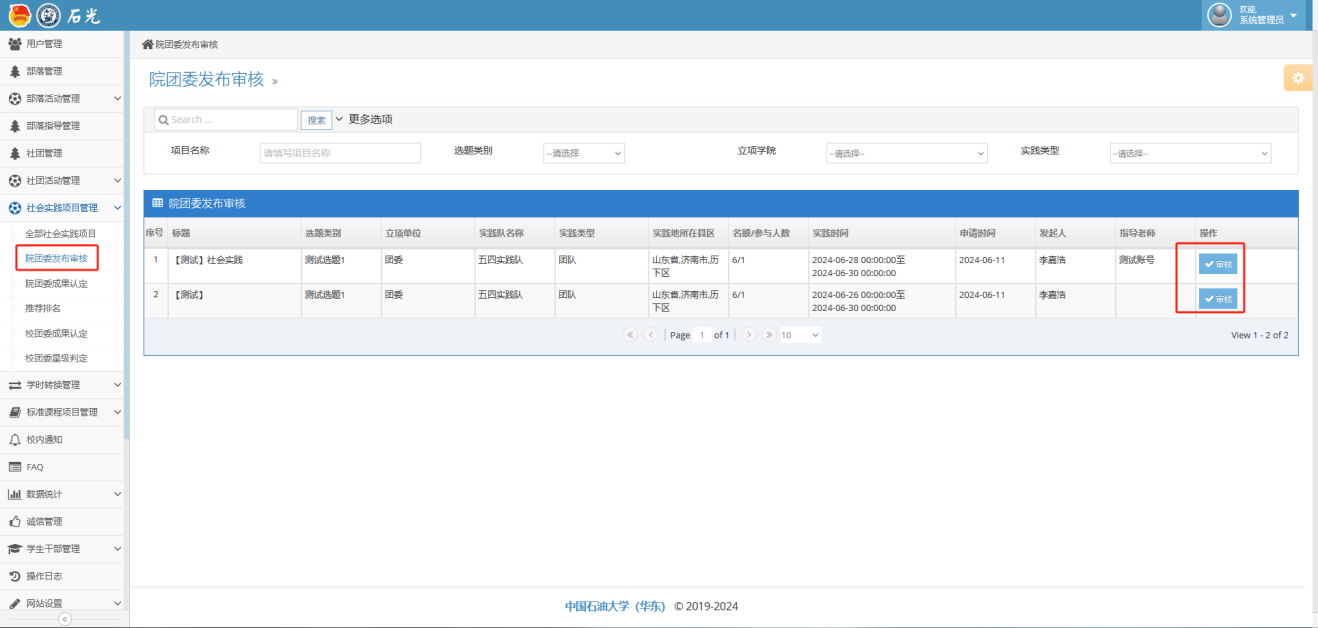 石光
欢迎,
系统管理员
用户管理
部落管理
部落活动管理
部落指导管理
社团管理
社团活动管理
社会实践项目管理
全部社会实践项目
院团委发布审核
院团委成果认定
推荐排名
校团委成果认定
校团委星级判定
学时转换管理
标准课程项目管理
校内通知
FAQ
数据统计
诚信管理
学生干部管理
操作日志
网站设置
院团委发布审核
院团委发布审核 »
Search ... 搜索 更多选项
项目名称 请填写项目名称 选题类别 --请选择 立项学院 --请选择-- 实践类型 --请选择--
院团委发布审核
序号 标题 选题类别 立项单位 实践队名称 实践类型 实践地所在县区 名额/参与人数 实践时间 申请时间 发起人 指导老师 操作
1 【测试】社会实践 测试选题1 团委 五四实践队 团队 山东省,济南市,历 6/1 2024-06-28 00:00:00至 2024-06-11 李嘉浩 测试账号 审核
下区 2024-06-30 00:00:00
2 【测试】 测试选题1 团委 五四实践队 团队 山东省,济南市,历 6/1 2024-06-26 00:00:00至 2024-06-11 李嘉浩 审核
下区 2024-06-30 00:00:00
Page 1 of 1 10 View 1 - 2 of 2
中国石油大学（华东） © 2019-2024